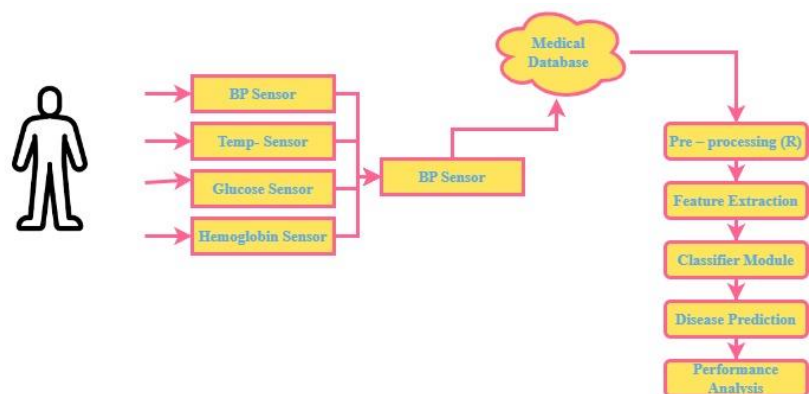 Medical
Database
BP Sensor
Temp- Sensor
Glucose Sensor
Hemoglobin Sensor
BP Sensor
Pre – processing (R)
Feature Extraction
Classifier Module
Disease Prediction
Performance
Analysis